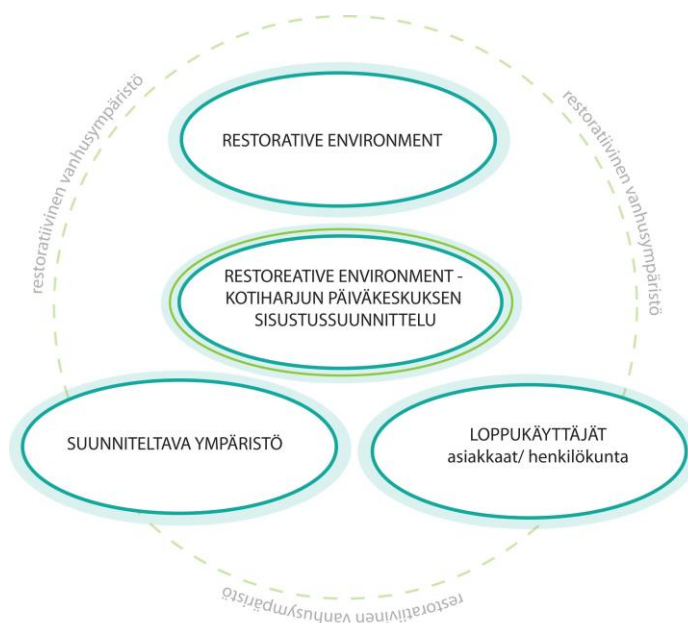 restoratiivinen vanhusympäristö
restoratiivinen vanhusympäristö
RESTORATIVE ENVIRONMENT
RESTOREATIVE ENVIRONMENT -
KOTIHARJUN PÄIVÄKESKUKSEN
SISUSTUSSUUNNITTELU
SUUNNITELTAVA YMPÄRISTÖ
LOPPUKÄYTTÄJÄT
asiakkaat/ henkilökunta
restoratiivinen vanhusympäristö